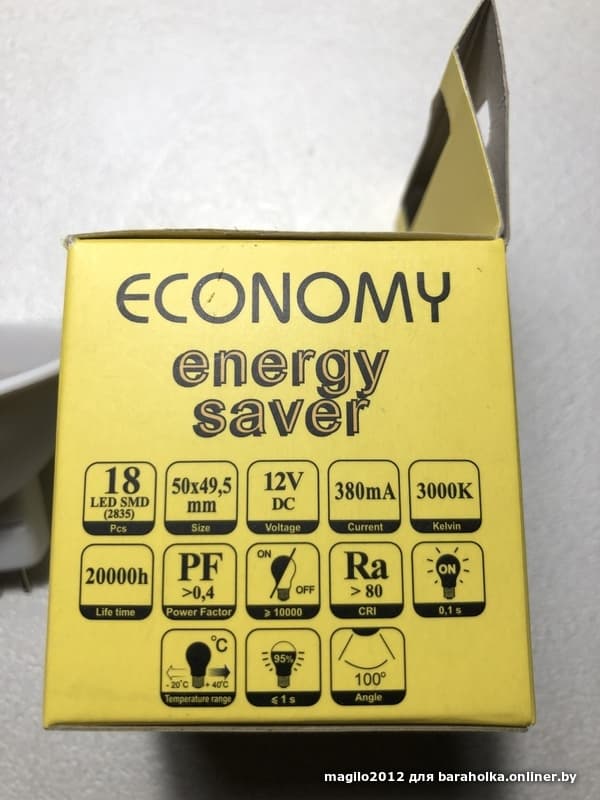 ECONOMY
energy
saver
18
LED SMD
(2835)
Pcs
50x49,5
mm
Size
12V
DC
Voltage
380mA
Current
3000K
Kelvin
20000h
Life time
PF
>0,4
Power Factor
ON
OFF
⩾ 10000
Ra
> 80
CRI
ON
0,1 s
°C
- 20°C + 40°C
Temperature range
95%
⩽ 1 s
100°
Angle
magilo2012 для baraholka.onliner.by